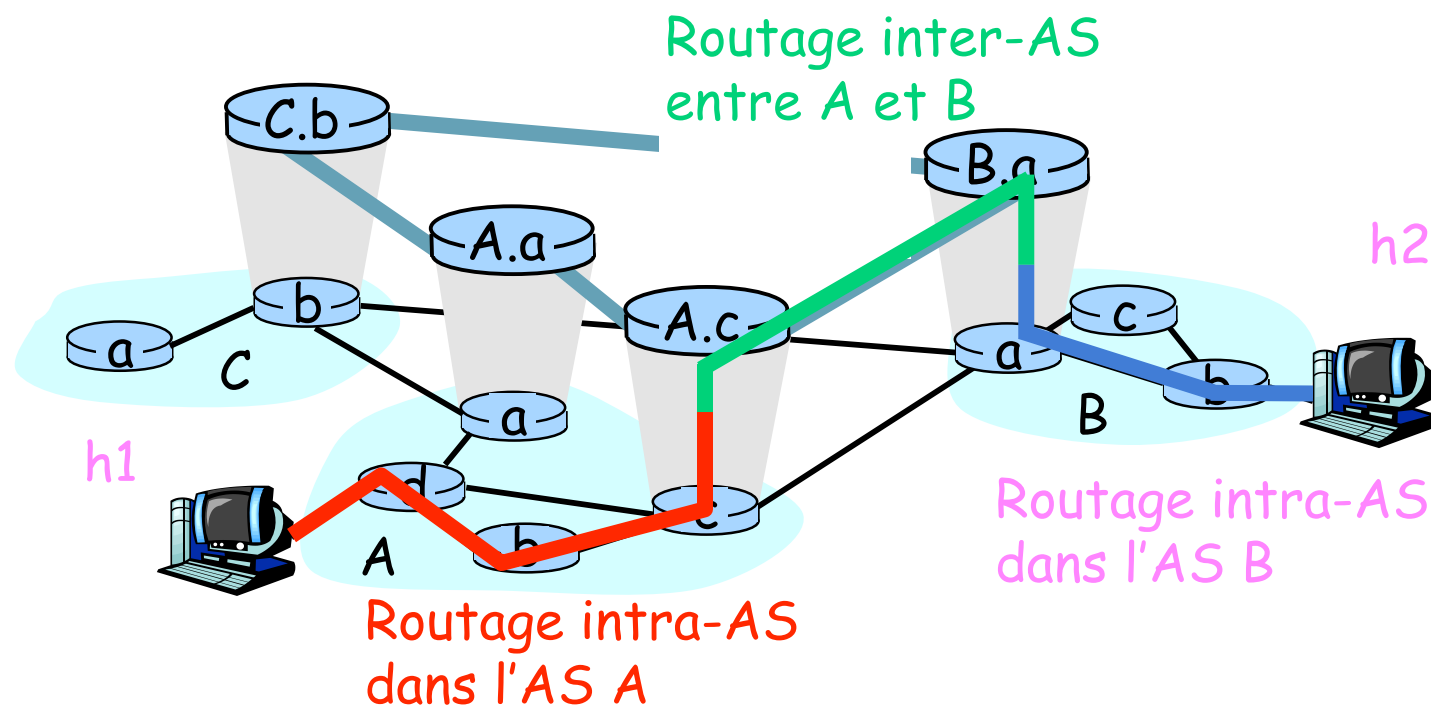 Routage inter-AS
entre A et B
C.b
B.a
A.a
A.c
h2
b
a
C
c
a
b
B
a
h1
d
c
b
A
Routage intra-AS
dans l'AS B
Routage intra-AS
dans l'AS A